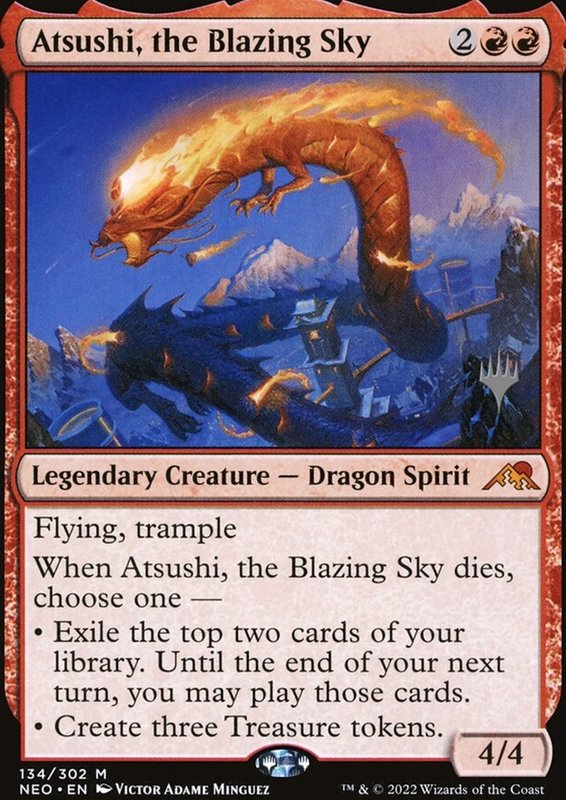 Atsushi, the Blazing Sky 2
Legendary Creature — Dragon Spirit
Flying, trample
When Atsushi, the Blazing Sky dies,
choose one —
• Exile the top two cards of your
library. Until the end of your next
turn, you may play those cards.
• Create three Treasure tokens.
4/4
134/302 M
NEO • EN Victor Adame Minguez
™ & © 2022 Wizards of the Coast